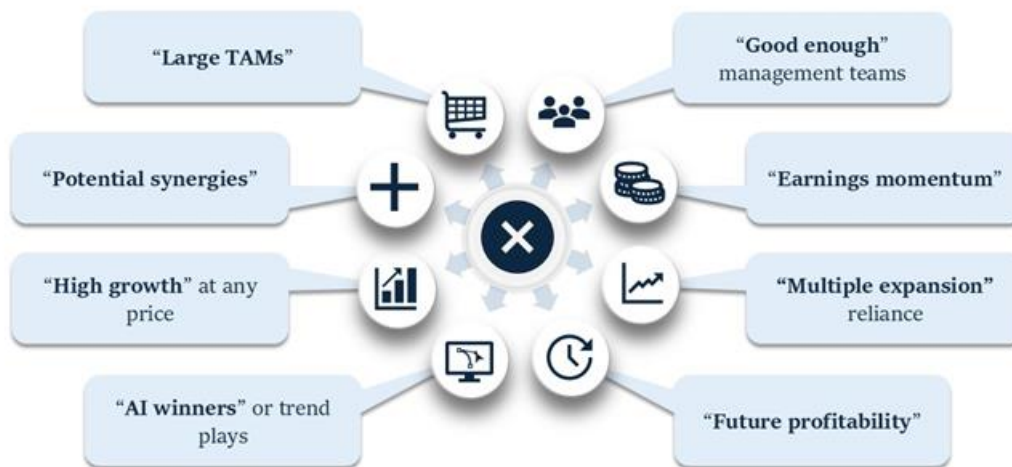 “Large TAMs”
“Good enough”
management teams
“Potential synergies”
“Earnings momentum”
“High growth” at any
price
“Multiple expansion”
reliance
“AI winners” or trend
plays
“Future profitability”